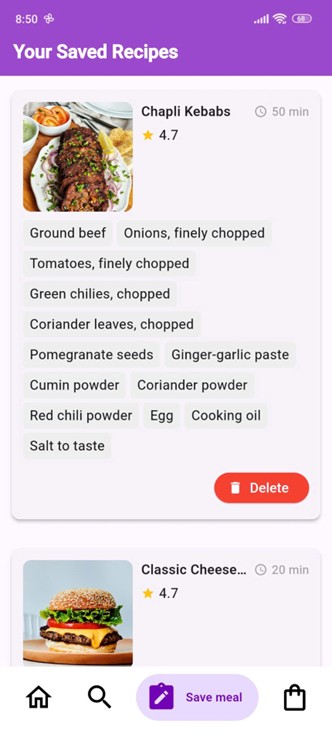 8:50 68
Your Saved Recipes
Chapli Kebabs 50 min
4.7
Ground beef Onions, finely chopped
Tomatoes, finely chopped
Green chilies, chopped
Coriander leaves, chopped
Pomegranate seeds Ginger-garlic paste
Cumin powder Coriander powder
Red chili powder Egg Cooking oil
Salt to taste
Delete
Classic Cheese... 20 min
4.7
Save meal